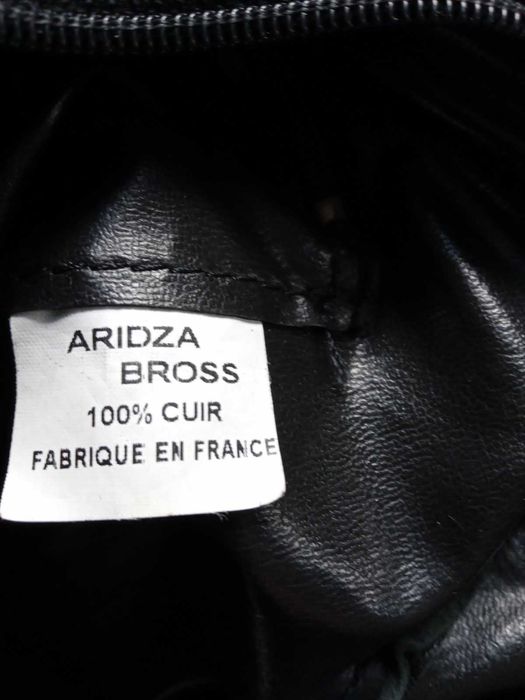 ARIDZA
BROSS
100% CUIR
FABRIQUE EN FRANCE